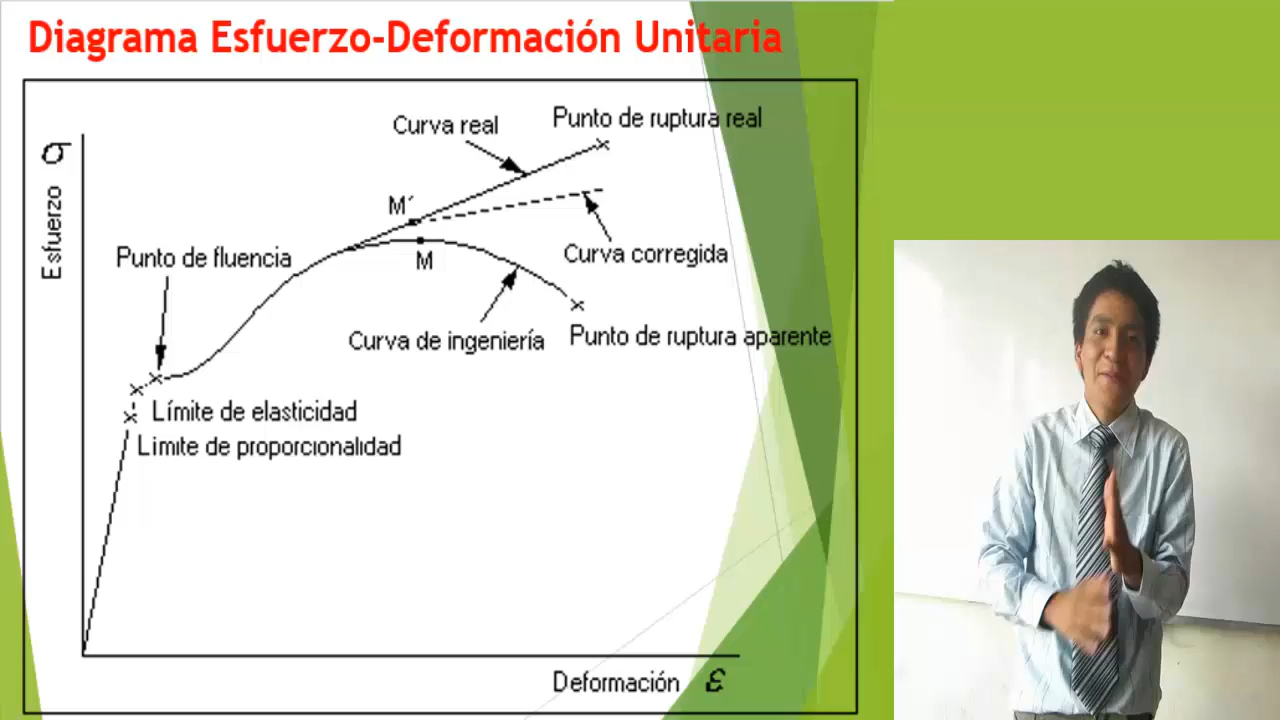 Diagrama Esfuerzo-Deformación Unitaria
Curva real
Punto de ruptura real
σ
Esfuerzo
M´
Punto de fluencia
M
Curva corregida
Curva de ingeniería
Punto de ruptura aparente
Límite de elasticidad
Límite de proporcionalidad
Deformación ε